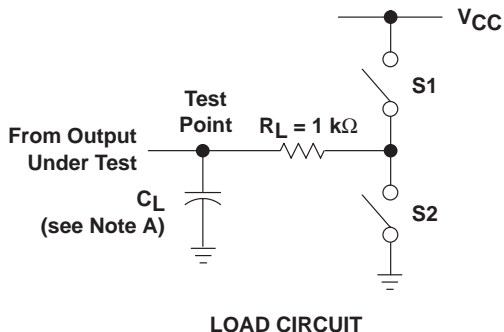 VCC
S1
Test
Point
RL = 1 kΩ
From Output
Under Test
CL
(see Note A)
S2
LOAD CIRCUIT